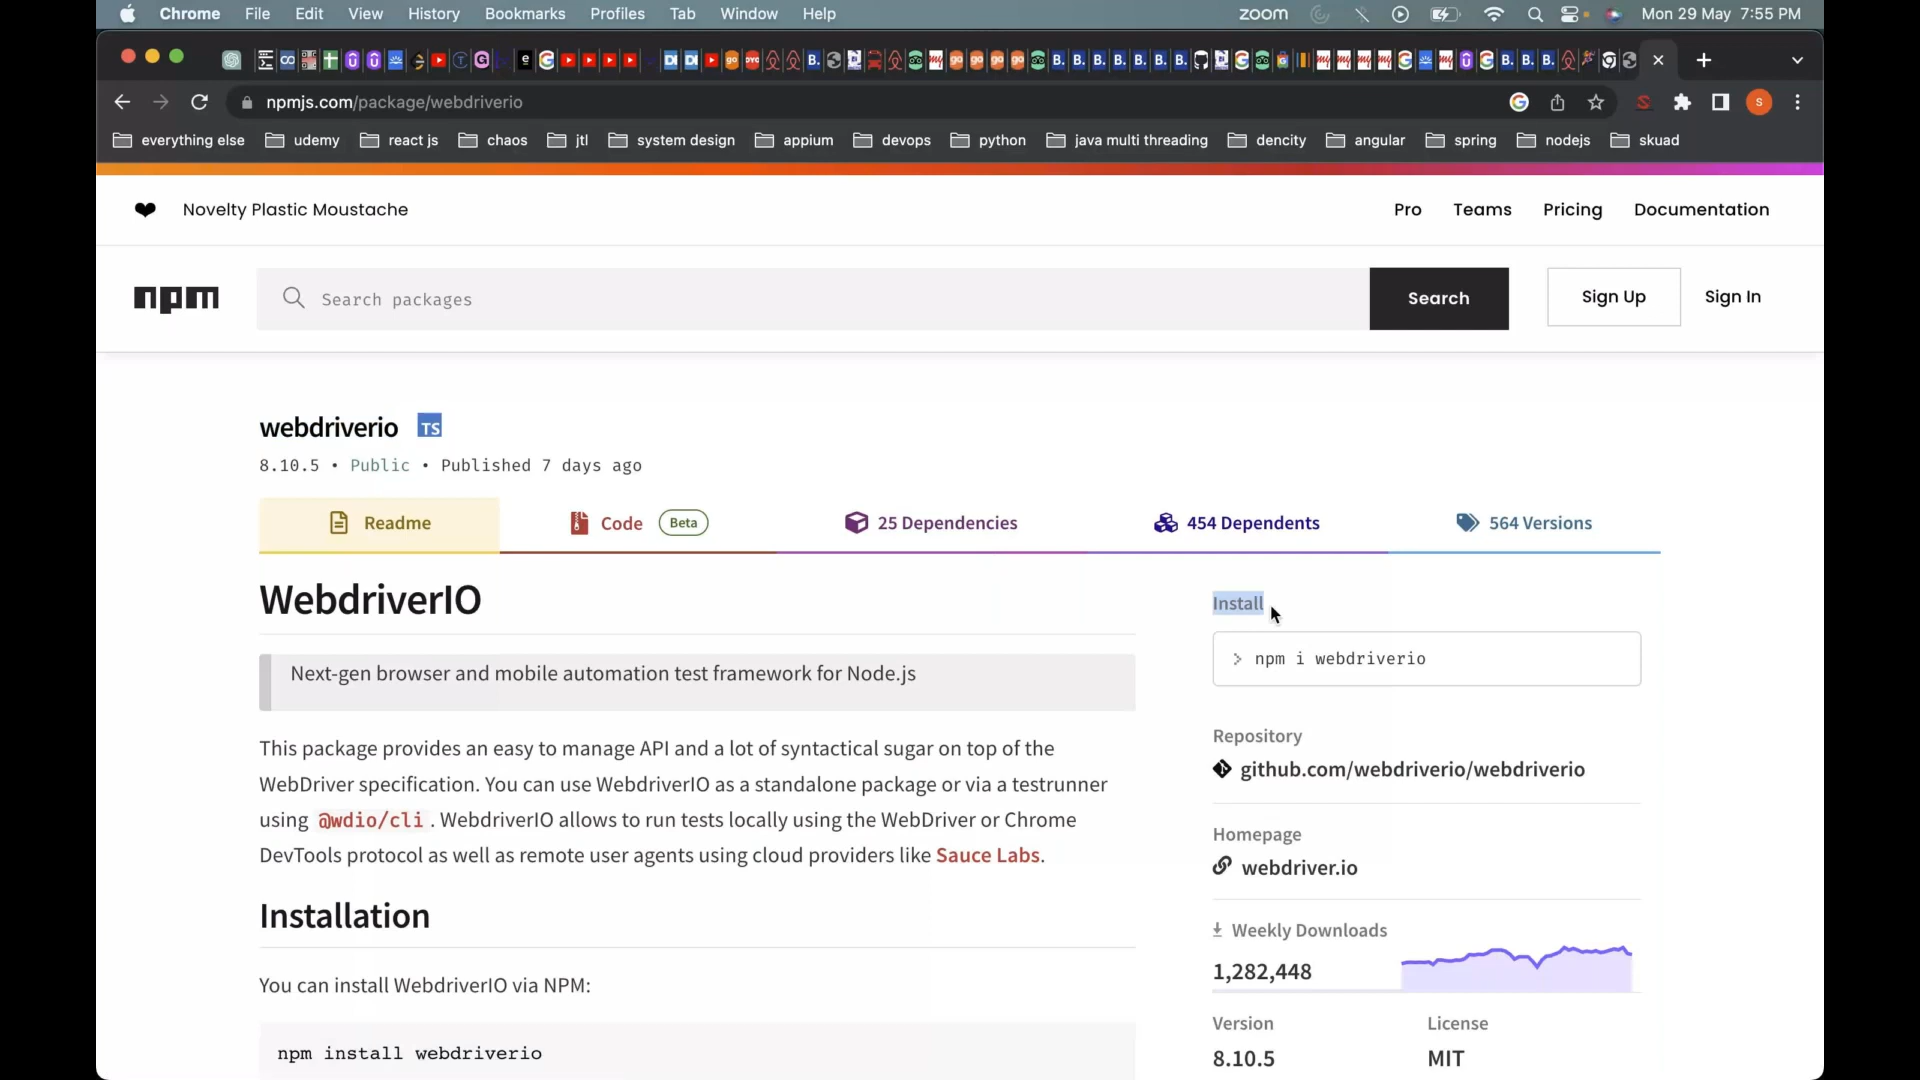 Chrome File Edit View History Bookmarks Profiles Tab Window Help zoom Mon 29 May 7:55 PM
npmjs.com/package/webdriverio S
everything else udemy react js chaos jtl system design appium devops python java multi threading dencity angular spring nodejs skuad
❤ Novelty Plastic Moustache Pro Teams Pricing Documentation
npm Search packages Search Sign Up Sign In
webdriverio TS
8.10.5 • Public • Published 7 days ago
Readme Code Beta 25 Dependencies 454 Dependents 564 Versions
WebdriverIO
Next-gen browser and mobile automation test framework for Node.js
This package provides an easy to manage API and a lot of syntactical sugar on top of the
WebDriver specification. You can use WebdriverIO as a standalone package or via a testrunner
using @wdio/cli . WebdriverIO allows to run tests locally using the WebDriver or Chrome
DevTools protocol as well as remote user agents using cloud providers like Sauce Labs.
Installation
You can install WebdriverIO via NPM:
npm install webdriverio
Install
> npm i webdriverio
Repository
github.com/webdriverio/webdriverio
Homepage
webdriver.io
Weekly Downloads
1,282,448
Version License
8.10.5 MIT